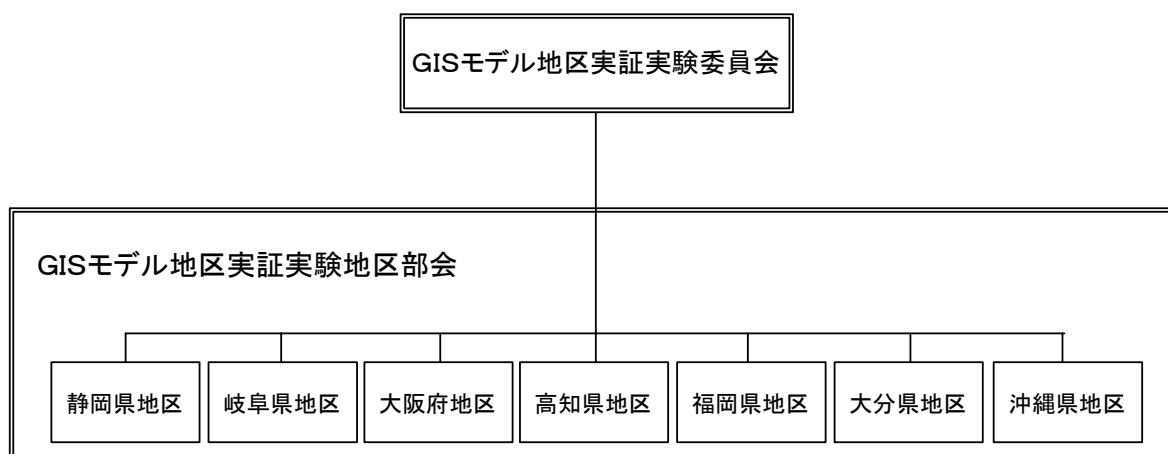 GISモデル地区実証実験委員会
GISモデル地区実証実験地区部会
静岡県地区
岐阜県地区
大阪府地区
高知県地区
福岡県地区
大分県地区
沖縄県地区